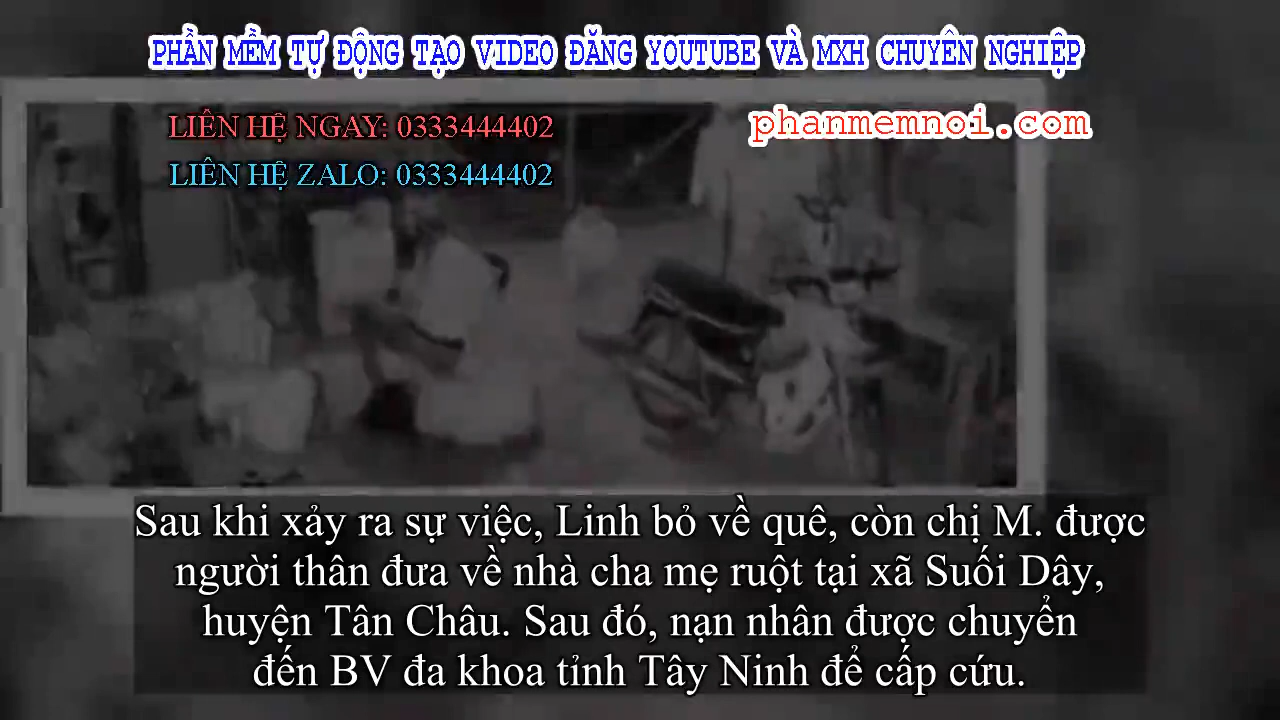 PHẦN MỀM TỰ ĐỘNG TẠO VIDEO ĐĂNG YOUTUBE VÀ MXH CHUYÊN NGHIỆP
LIÊN HỆ NGAY: 0333444402
phanmemnoi.com
LIÊN HỆ ZALO: 0333444402
Sau khi xảy ra sự việc, Linh bỏ về quê, còn chị M. được
người thân đưa về nhà cha mẹ ruột tại xã Suối Dây,
huyện Tân Châu. Sau đó, nạn nhân được chuyển
đến BV đa khoa tỉnh Tây Ninh để cấp cứu.